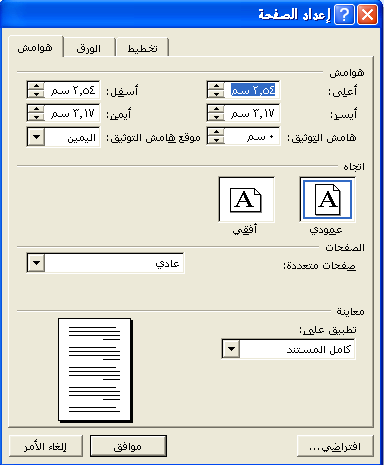 إعداد الصفحة
هوامش الورق تخطيط
هوامش
أعلى: ٢,٥٤ سم أسفل: ٢,٥٤ سم
أيسر: ٣,١٧ سم أيمن: ٣,١٧ سم
هامش التوثيق: ٠ سم موقع هامش التوثيق: اليمين
اتجاه
عمودي أفقي
الصفحات
صفحات متعددة: عادي
معاينة
تطبيق على:
كامل المستند
افتراضي... موافق إلغاء الأمر